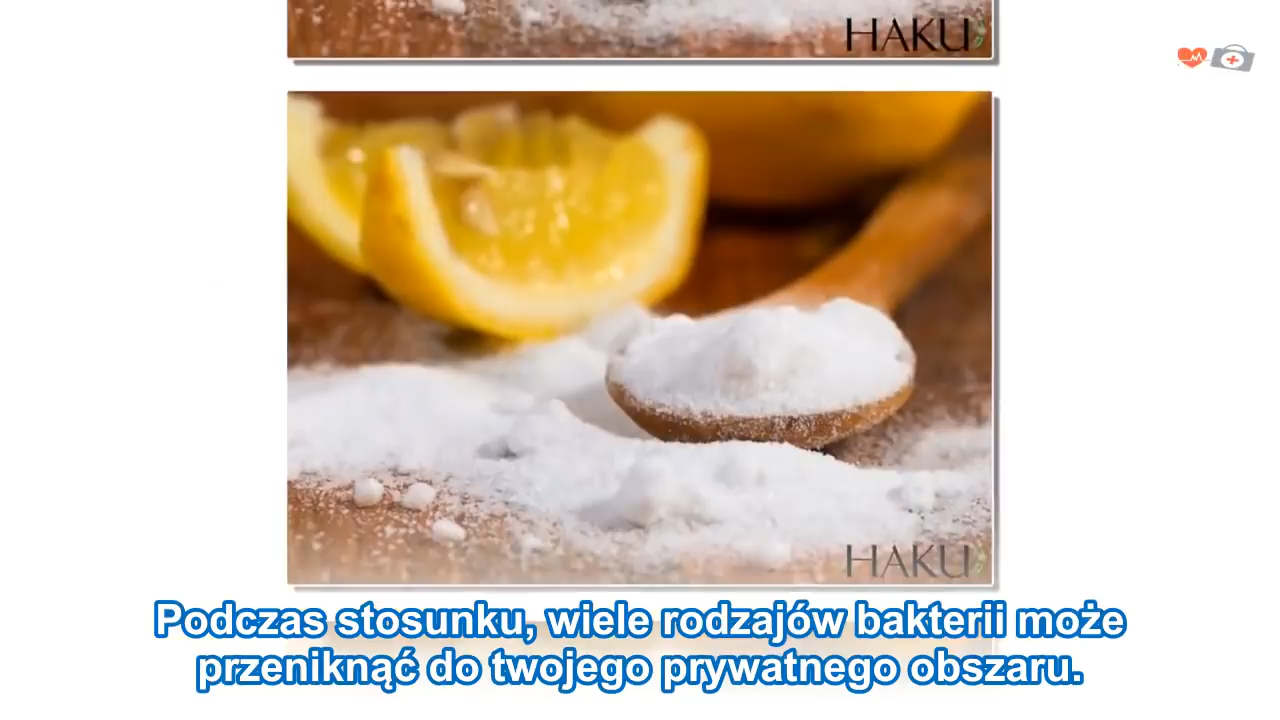 HAKU
HAKU
Podczas stosunku, wiele rodzajów bakterii może
przeniknąć do twojego prywatnego obszaru.